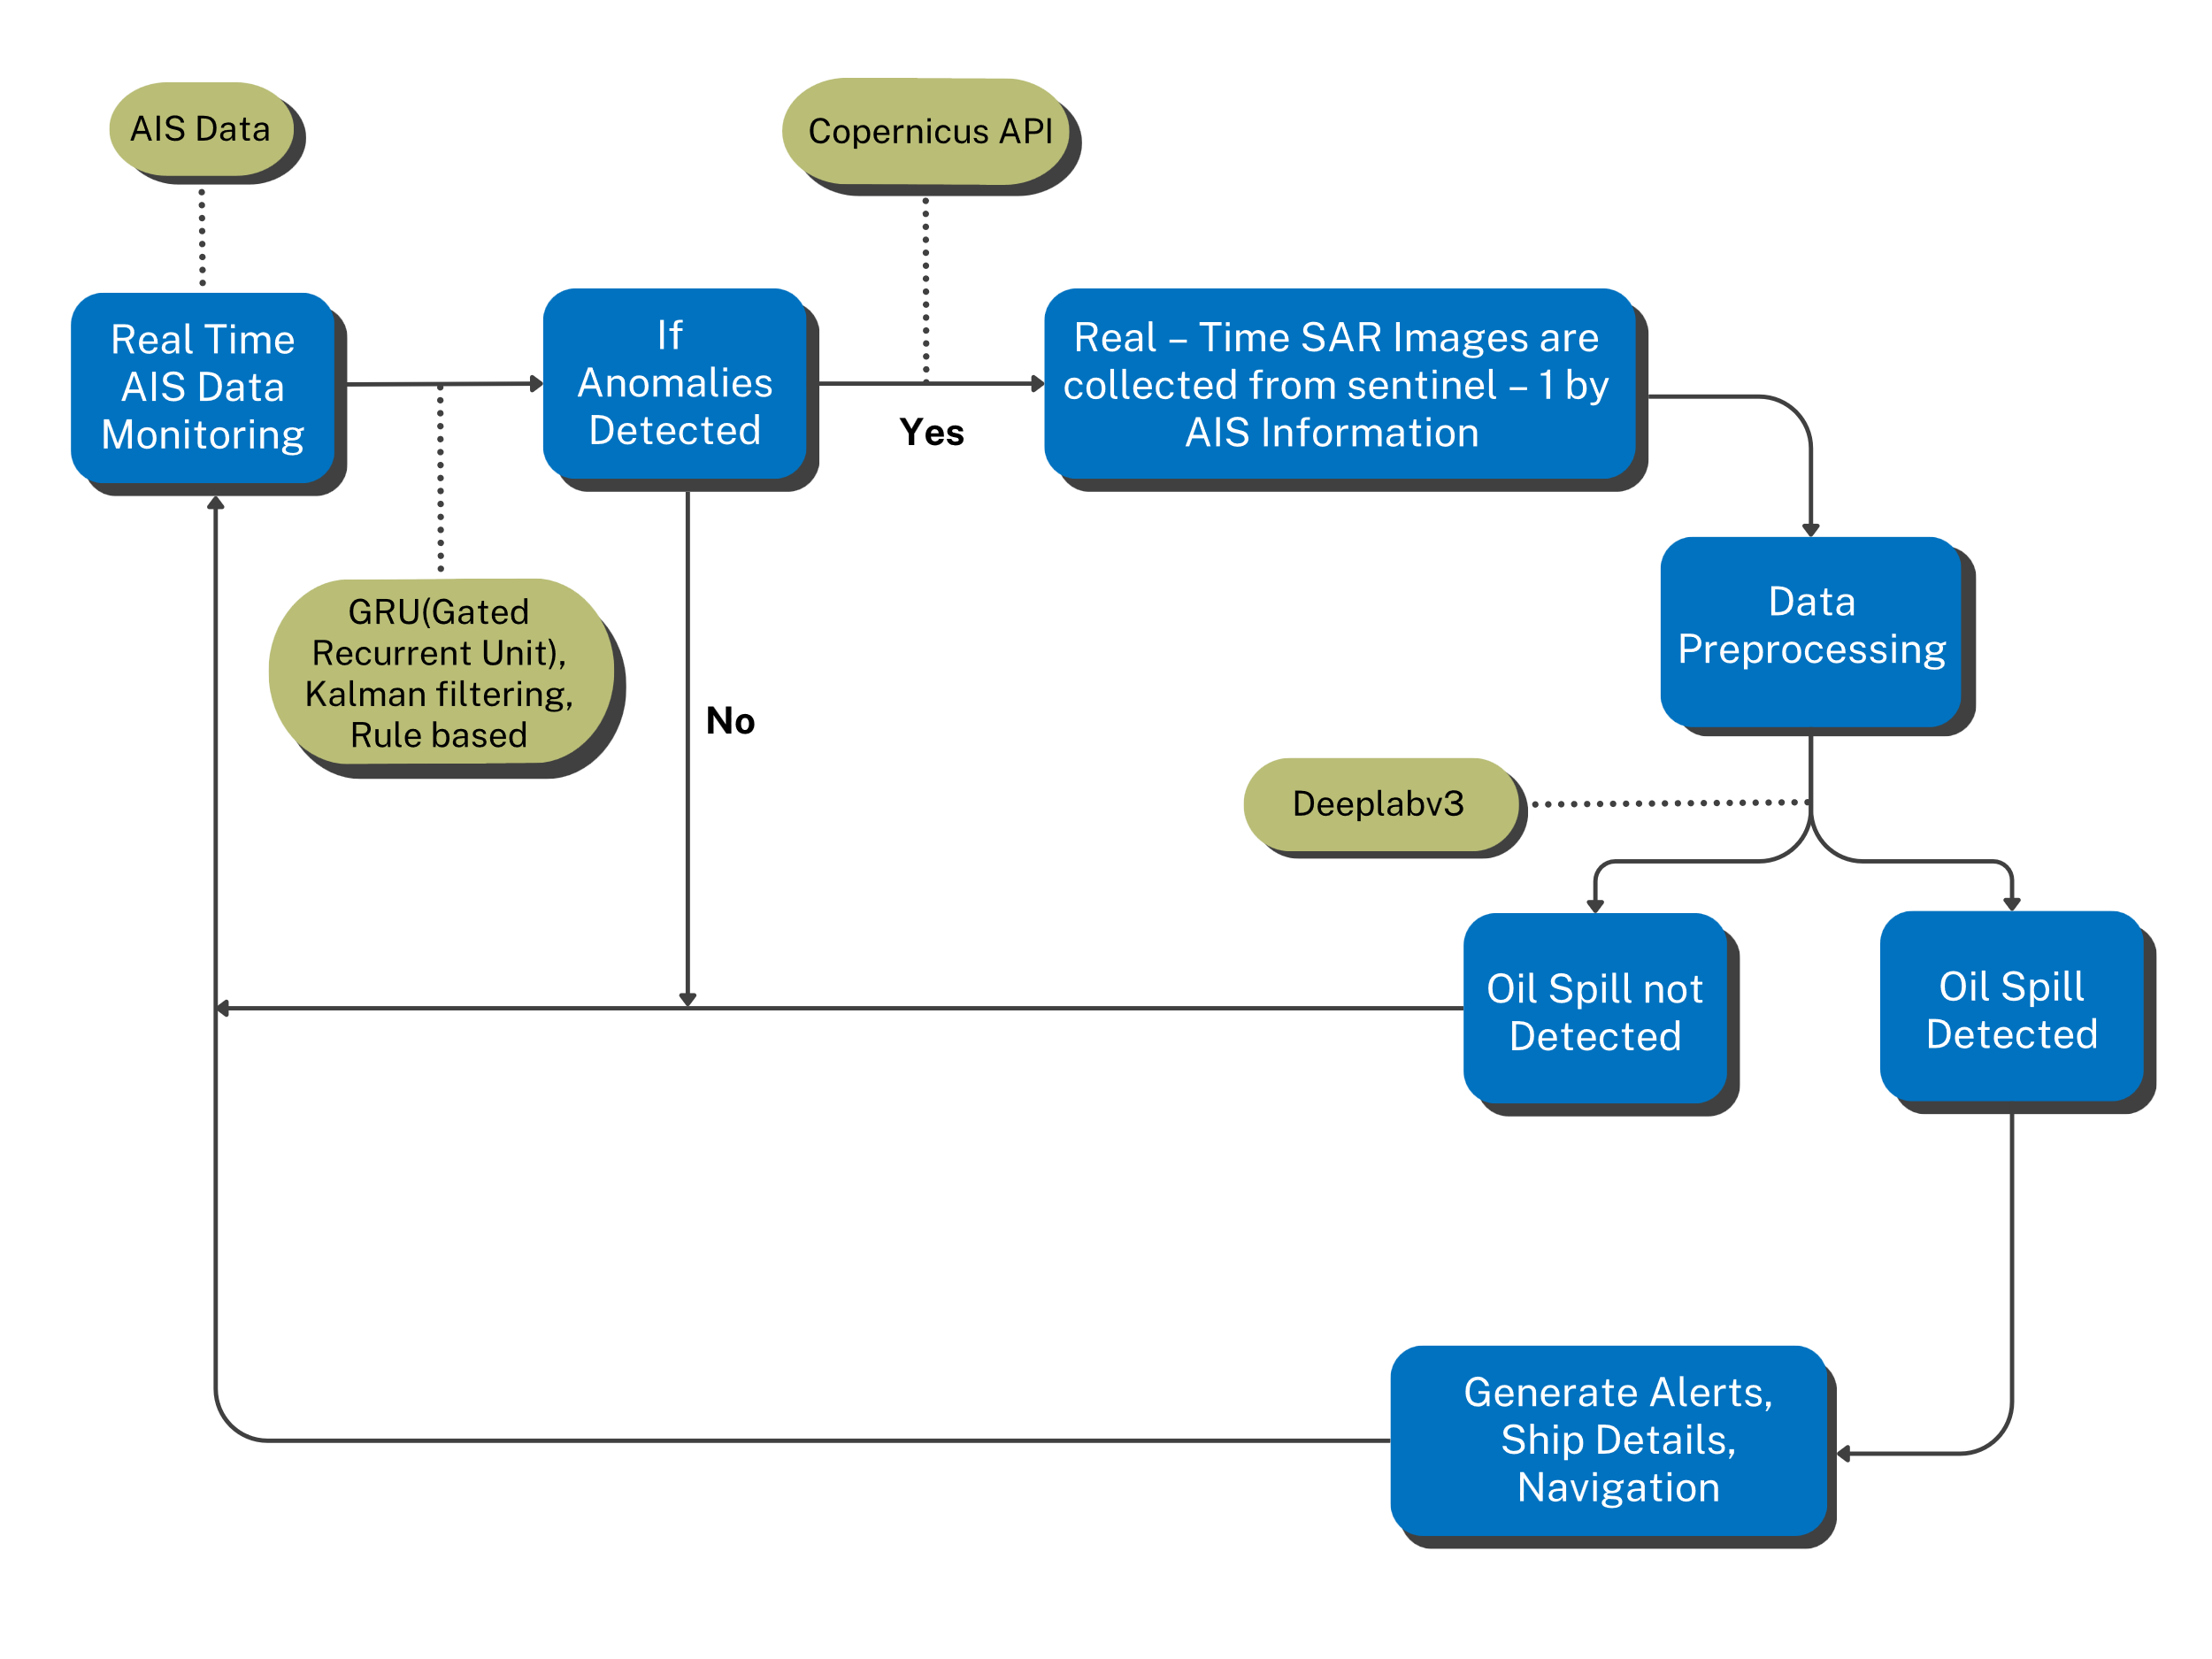 AIS Data
Copernicus API
Real Time
AIS Data
Monitoring
If
Anomalies
Detected
Yes
Real – Time SAR Images are
collected from sentinel – 1 by
AIS Information
GRU(Gated
Recurrent Unit),
Kalman filtering,
Rule based
No
Data
Preprocessing
Deeplabv3
Oil Spill not
Detected
Oil Spill
Detected
Generate Alerts,
Ship Details,
Navigation